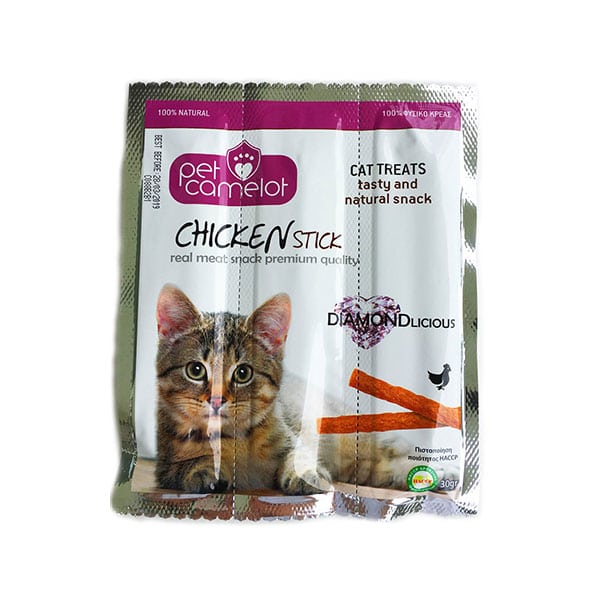 100% NATURAL
100% ΦΥΣΙΚΟ ΚΡΕΑΣ
BEST BEFORE: 28/03/2019
pet
camelot
CAT TREATS
tasty and
natural snack
CHICKEN STICK
real meat snack premium quality
DIAMONDLICIOUS
Πιστοποίηση
ποιότητας HACCP
HACCP
30gr